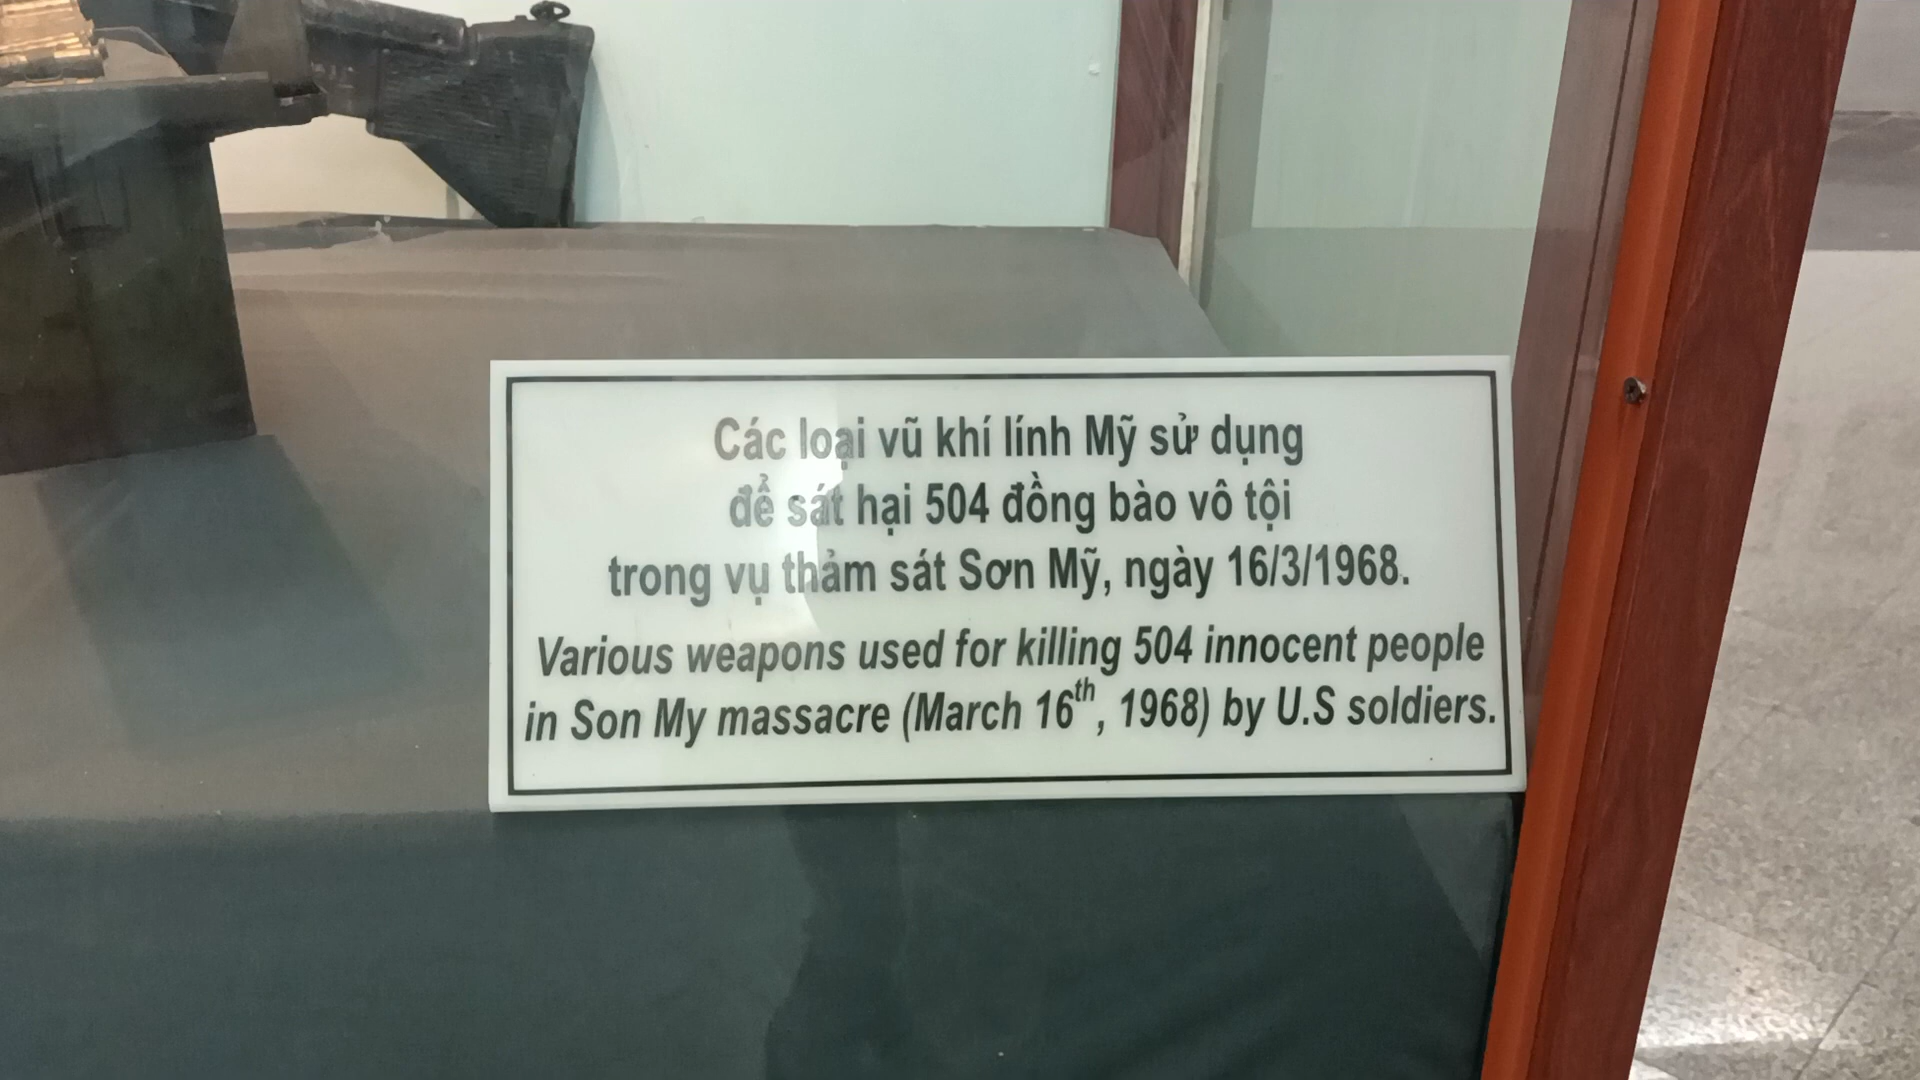 Các loại vũ khí lính Mỹ sử dụng
để sát hại 504 đồng bào vô tội
trong vụ thảm sát Sơn Mỹ, ngày 16/3/1968.
Various weapons used for killing 504 innocent people
in Son My massacre (March 16th, 1968) by U.S soldiers.